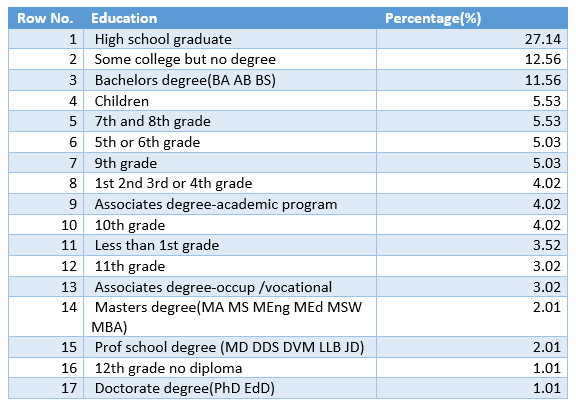 Row No. Education Percentage(%)
1 High school graduate 27.14
2 Some college but no degree 12.56
3 Bachelors degree(BA AB BS) 11.56
4 Children 5.53
5 7th and 8th grade 5.53
6 5th or 6th grade 5.03
7 9th grade 5.03
8 1st 2nd 3rd or 4th grade 4.02
9 Associates degree-academic program 4.02
10 10th grade 4.02
11 Less than 1st grade 3.52
12 11th grade 3.02
13 Associates degree-occup /vocational 3.02
14 Masters degree(MA MS MEng MEd MSW 2.01
MBA)
15 Prof school degree (MD DDS DVM LLB JD) 2.01
16 12th grade no diploma 1.01
17 Doctorate degree(PhD EdD) 1.01